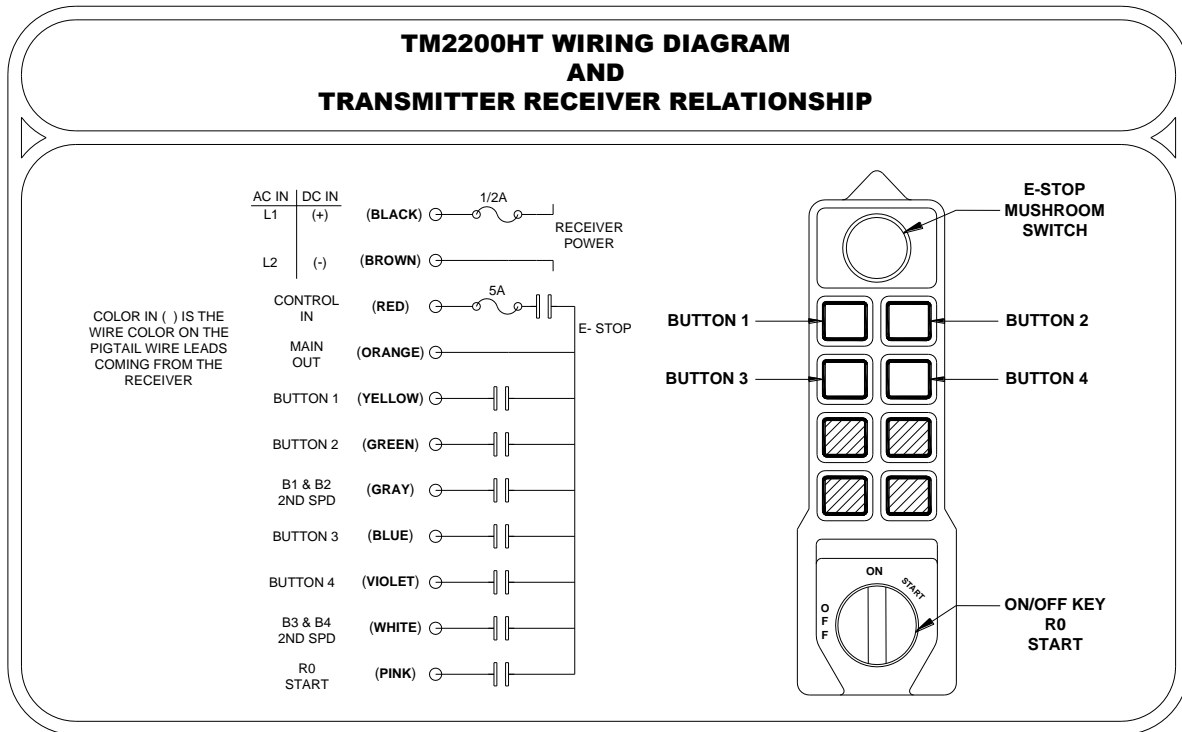 TM2200HT WIRING DIAGRAM
AND
TRANSMITTER RECEIVER RELATIONSHIP
AC IN DC IN
L1 (+) (BLACK) 1/2A
RECEIVER
POWER
L2 (-) (BROWN)
COLOR IN ( ) IS THE
WIRE COLOR ON THE
PIGTAIL WIRE LEADS
COMING FROM THE
RECEIVER
CONTROL
IN
(RED) 5A
E- STOP
MAIN
OUT
(ORANGE)
BUTTON 1 (YELLOW)
BUTTON 2 (GREEN)
B1 & B2
2ND SPD
(GRAY)
BUTTON 3 (BLUE)
BUTTON 4 (VIOLET)
B3 & B4
2ND SPD
(WHITE)
R0
START
(PINK)
E-STOP
MUSHROOM
SWITCH
BUTTON 1
BUTTON 2
BUTTON 3
BUTTON 4
OFF
ON
START
ON/OFF KEY
R0
START